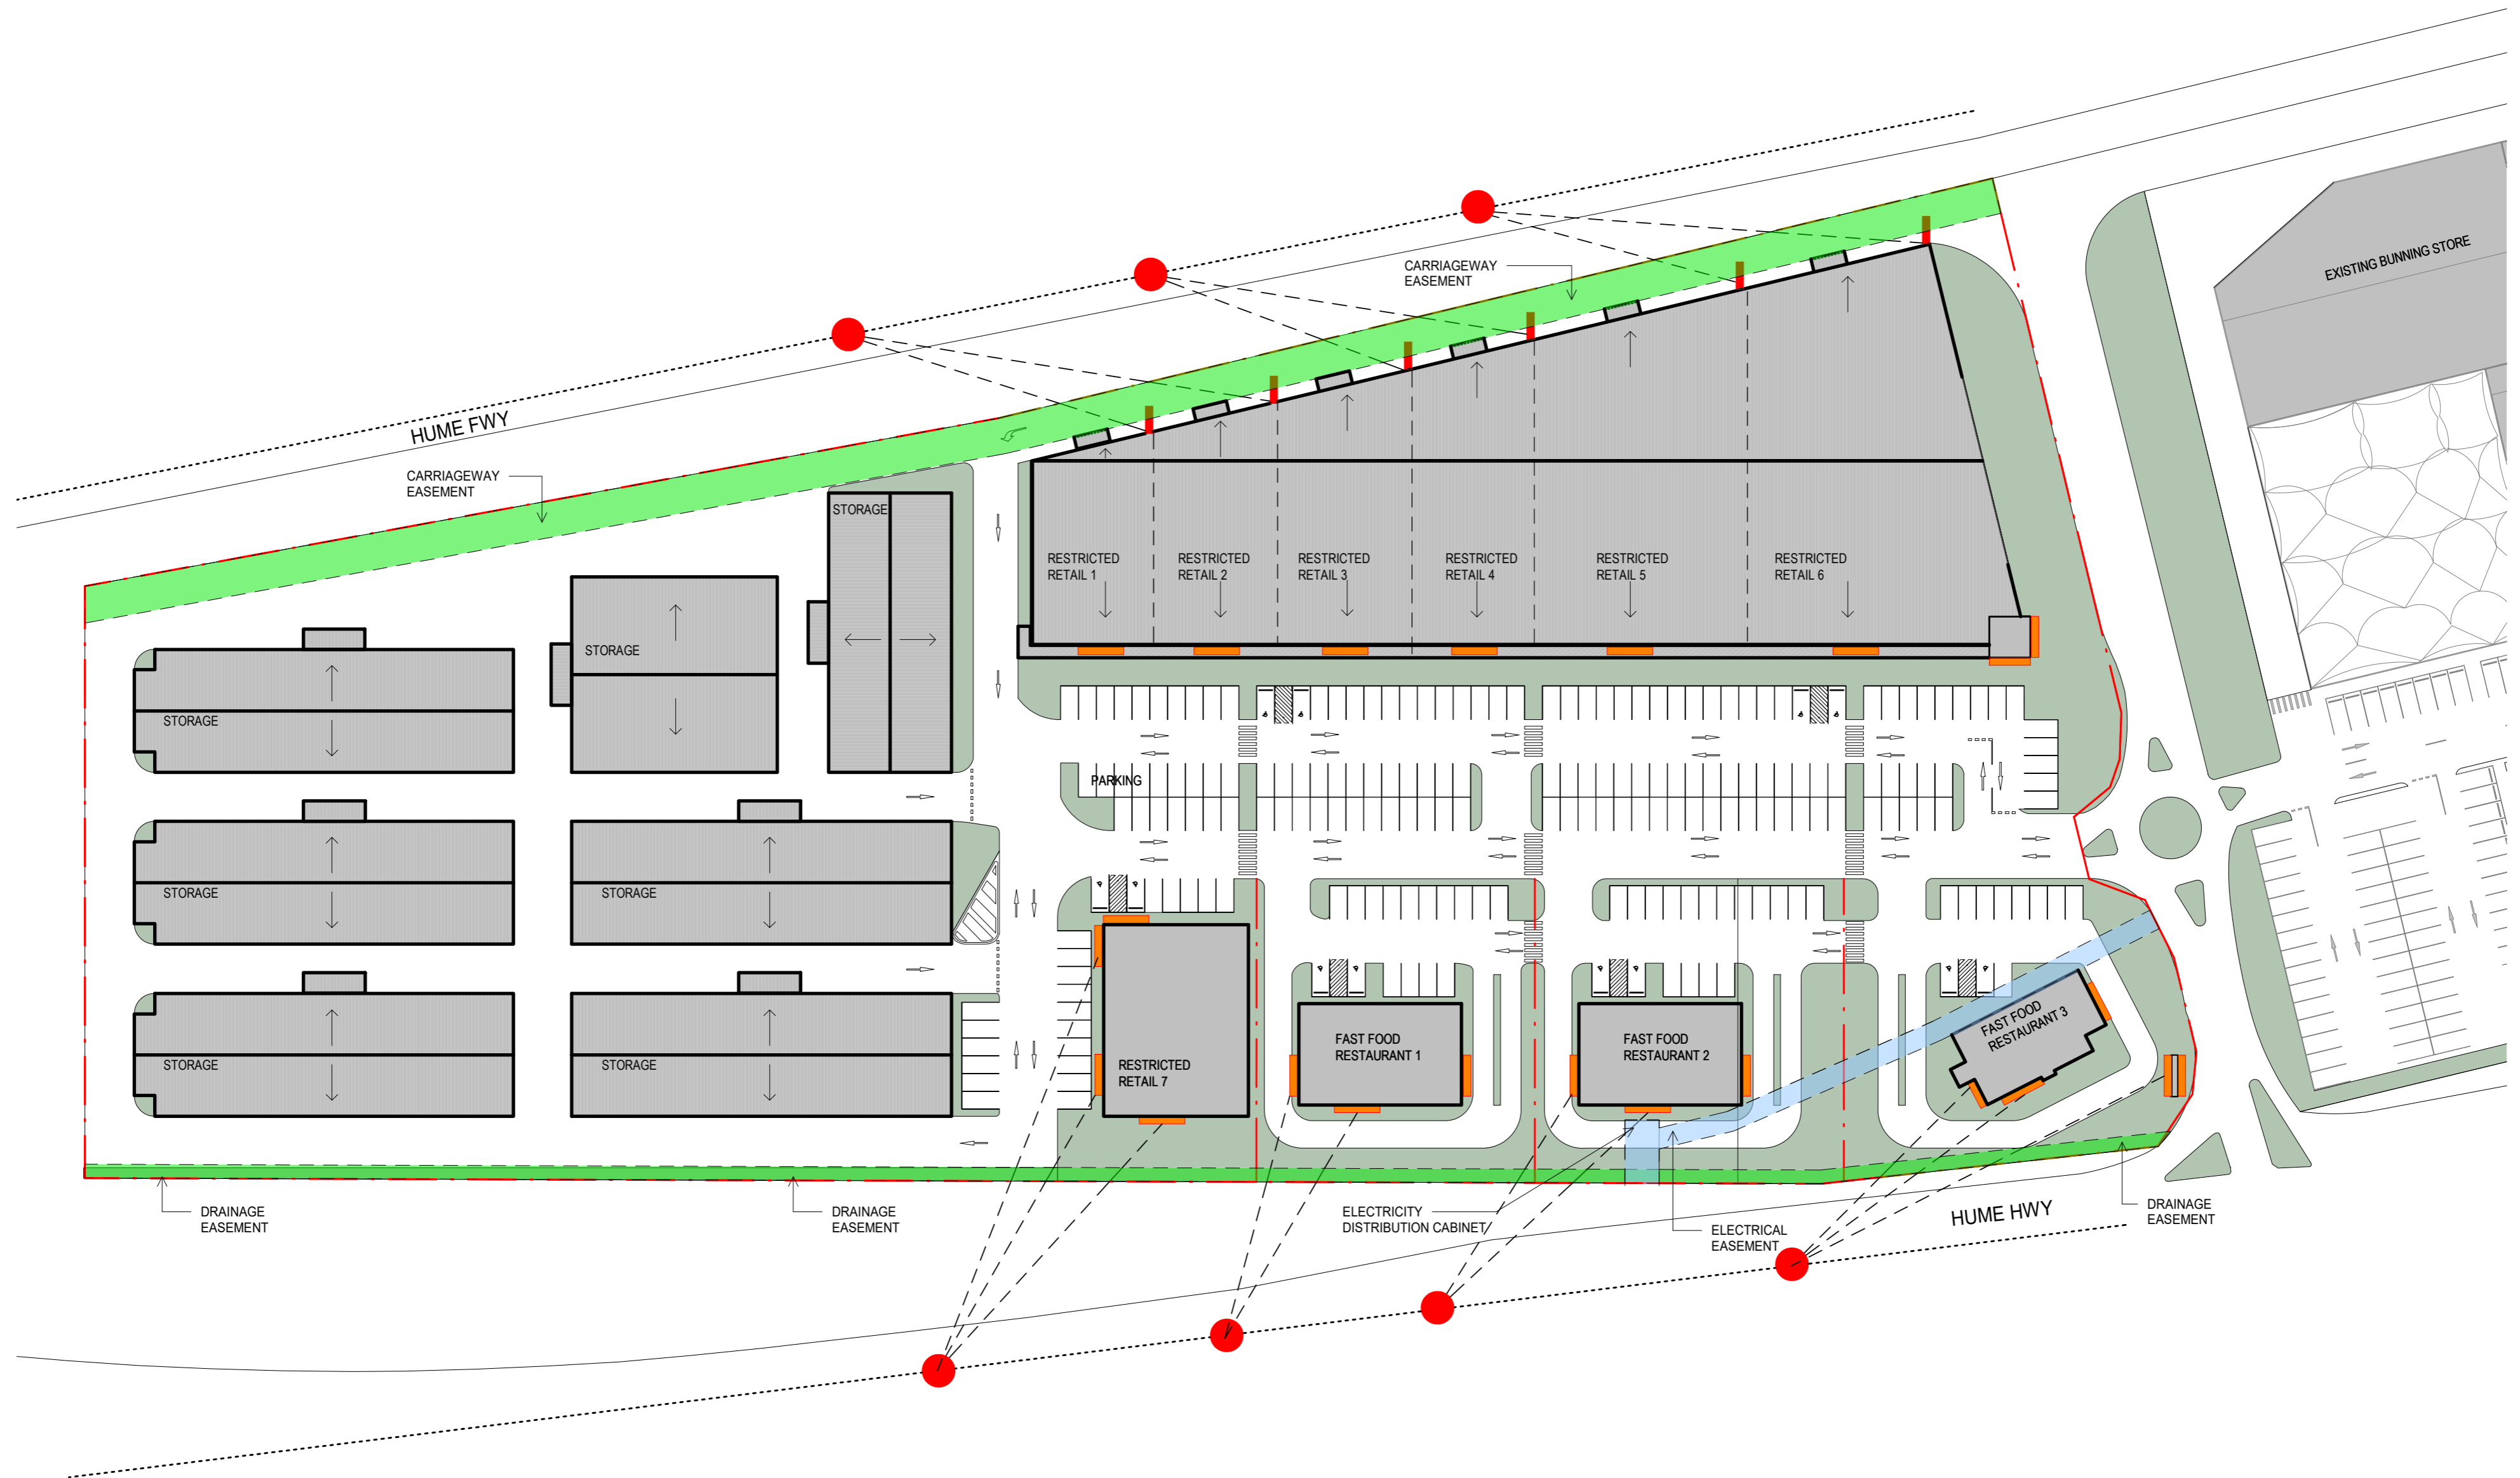 EXISTING BUNNING STORE
CARRIAGEWAY
EASEMENT
HUME FWY
CARRIAGEWAY
EASEMENT
STORAGE
RESTRICTED
RETAIL 1
RESTRICTED
RETAIL 2
RESTRICTED
RETAIL 3
RESTRICTED
RETAIL 4
RESTRICTED
RETAIL 5
RESTRICTED
RETAIL 6
STORAGE
STORAGE
PARKING
STORAGE
STORAGE
FAST FOOD
RESTAURANT 1
FAST FOOD
RESTAURANT 2
FAST FOOD
RESTAURANT 3
STORAGE
STORAGE
RESTRICTED
RETAIL 7
DRAINAGE
EASEMENT
DRAINAGE
EASEMENT
ELECTRICITY
DISTRIBUTION CABINET
ELECTRICAL
EASEMENT
HUME HWY
DRAINAGE
EASEMENT